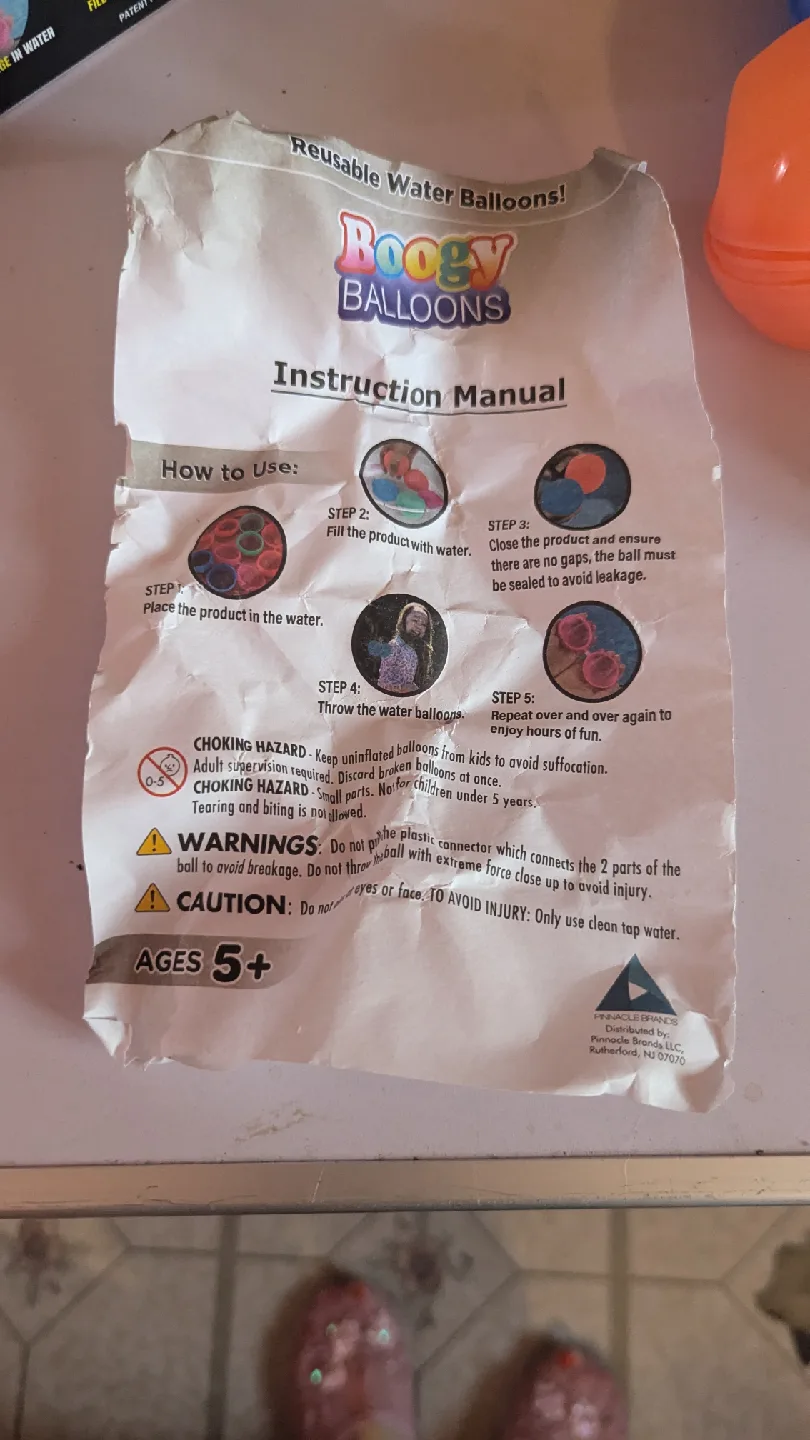 GE IN WATER
PATENT
Reusable Water Balloons!
Boogy
BALLOONS
Instruction Manual
How to Use:
STEP 1:
Place the product in the water.
STEP 2:
Fill the product with water.
STEP 3:
Close the product and ensure
there are no gaps, the ball must
be sealed to avoid leakage.
STEP 4:
Throw the water balloons.
STEP 5:
Repeat over and over again to
enjoy hours of fun.
0-5
CHOKING HAZARD - Keep uninflated balloons from kids to avoid suffocation.
Adult supervision required. Discard broken balloons at once.
CHOKING HAZARD - Small parts. Not for children under 5 years.
Tearing and biting is not allowed.
WARNINGS: Do not the plastic connector which connects the 2 parts of the
ball to avoid breakage. Do not throw the ball with extreme force close up to avoid injury.
CAUTION: Do not eyes or face. TO AVOID INJURY: Only use clean tap water.
AGES 5+
PINNACLE BRANDS
Distributed by:
Pinnacle Brands LLC,
Rutherford, NJ 07070